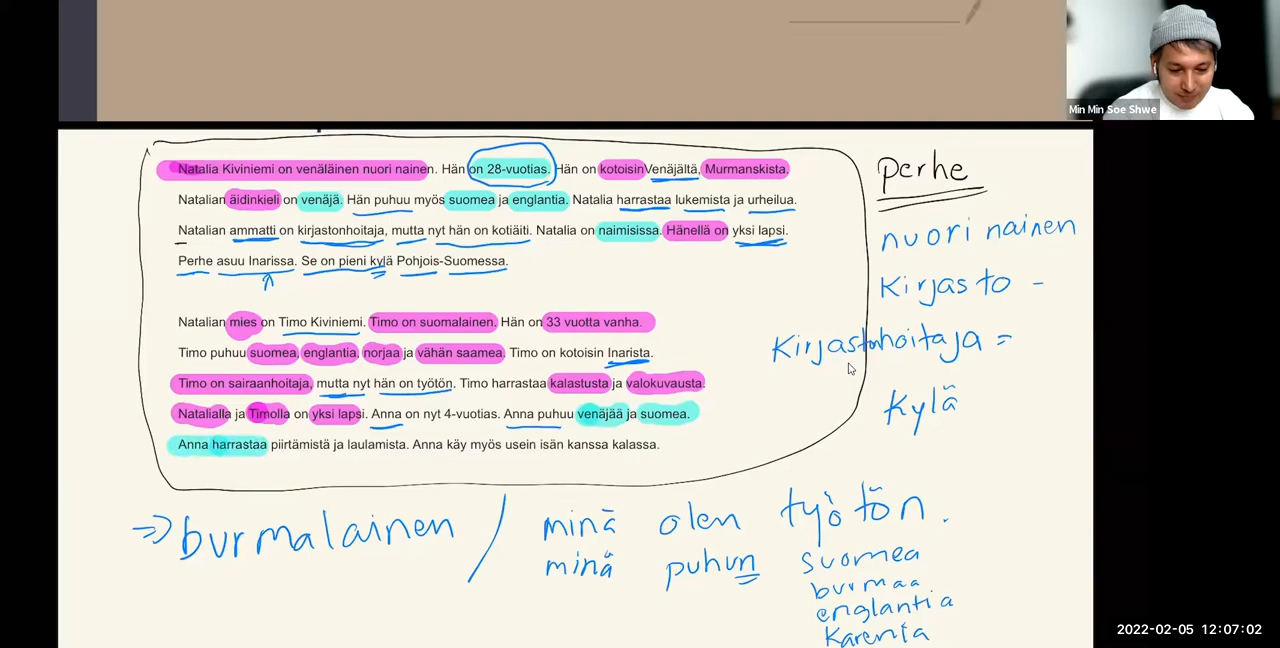 Min Min Soe Shwe
Natalia Kiviniemi on venäläinen nuori nainen. Hän on 28-vuotias. Hän on kotoisin Venäjältä, Murmanskista.
Natalian äidinkieli on venäjä. Hän puhuu myös suomea ja englantia. Natalia harrastaa lukemista ja urheilua.
Natalian ammatti on kirjastonhoitaja, mutta nyt hän on kotiäiti. Natalia on naimisissa. Hänellä on yksi lapsi.
Perhe asuu Inarissa. Se on pieni kylä Pohjois-Suomessa.
Natalian mies on Timo Kiviniemi. Timo on suomalainen. Hän on 33 vuotta vanha.
Timo puhuu suomea, englantia, norjaa ja vähän saamea. Timo on kotoisin Inarista.
Timo on sairaanhoitaja, mutta nyt hän on työtön. Timo harrastaa kalastusta ja valokuvausta.
Natalialla ja Timolla on yksi lapsi. Anna on nyt 4-vuotias. Anna puhuu venäjää ja suomea.
Anna harrastaa piirtämistä ja laulamista. Anna käy myös usein isän kanssa kalassa.
perhe
nuori nainen
Kirjasto -
Kirjastonhoitaja =
Kylä
=> burmalainen / minä olen työtön.
minä puhun suomea
burmaa
englantia
Karenia
2022-02-05 12:07:02